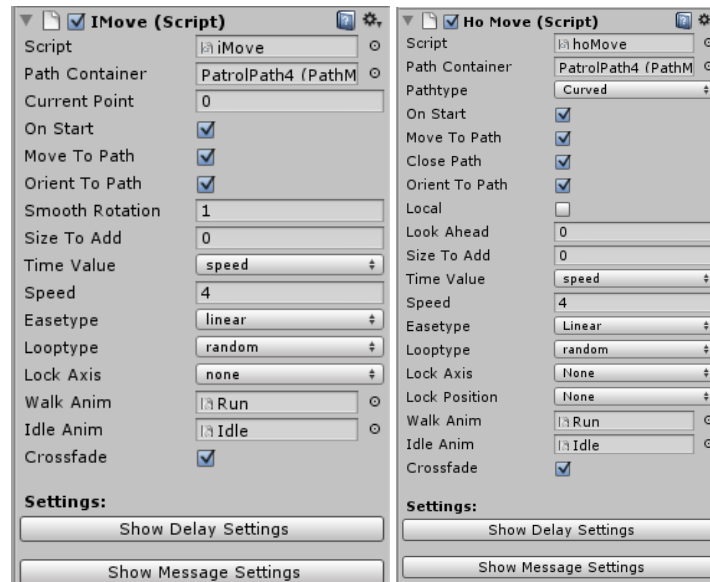 IMove (Script)
Script iMove
Path Container PatrolPath4 (PathM
Current Point 0
On Start
Move To Path
Orient To Path
Smooth Rotation 1
Size To Add 0
Time Value speed
Speed 4
Easetype linear
Looptype random
Lock Axis none
Walk Anim Run
Idle Anim Idle
Crossfade
Settings:
Show Delay Settings
Show Message Settings
Ho Move (Script)
Script hoMove
Path Container PatrolPath4 (PathM
Pathtype Curved
On Start
Move To Path
Close Path
Orient To Path
Local
Look Ahead 0
Size To Add 0
Time Value speed
Speed 4
Easetype Linear
Looptype random
Lock Axis None
Lock Position None
Walk Anim Run
Idle Anim Idle
Crossfade
Settings:
Show Delay Settings
Show Message Settings